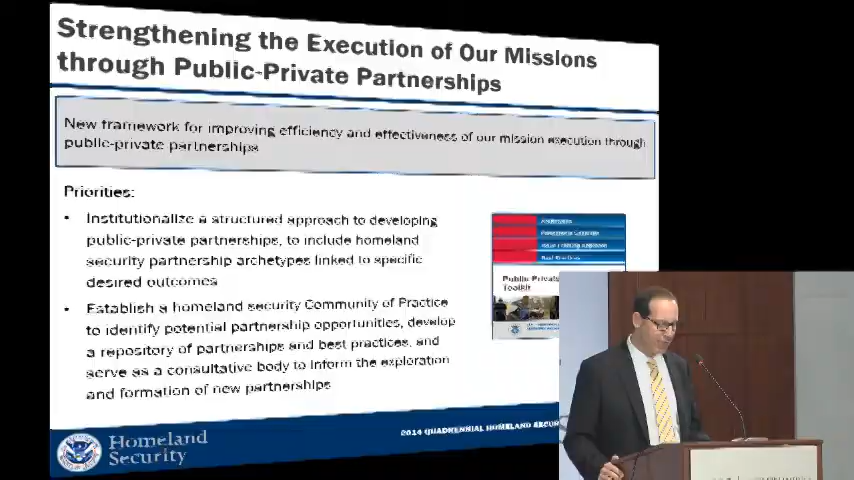 Strengthening the Execution of Our Missions
through Public-Private Partnerships
New framework for improving efficiency and effectiveness of our mission execution through
public-private partnerships
Priorities:
• Institutionalize a structured approach to developing
public-private partnerships, to include homeland
security partnership archetypes linked to specific
desired outcomes
• Establish a homeland security Community of Practice
to identify potential partnership opportunities, develop
a repository of partnerships and best practices, and
serve as a consultative body to inform the exploration
and formation of new partnerships
Public
Toolkit
Homeland
Security
2014 QUADRENNIAL HOMELAND